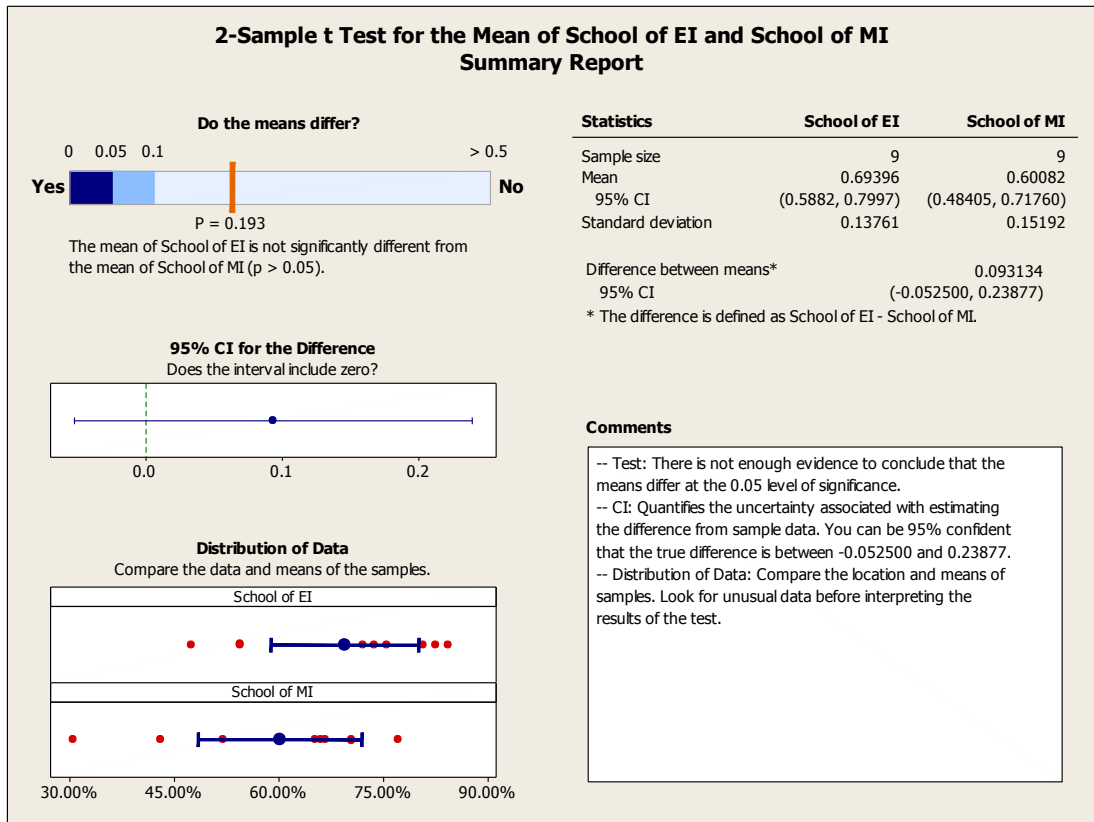 2-Sample t Test for the Mean of School of EI and School of MI
Summary Report
Do the means differ?
0 0.05 0.1 > 0.5
Yes No
P = 0.193
The mean of School of EI is not significantly different from
the mean of School of MI (p > 0.05).
Statistics School of EI School of MI
Sample size 9 9
Mean 0.69396 0.60082
95% CI (0.5882, 0.7997) (0.48405, 0.71760)
Standard deviation 0.13761 0.15192
Difference between means* 0.093134
95% CI (-0.052500, 0.23877)
* The difference is defined as School of EI - School of MI.
95% CI for the Difference
Does the interval include zero?
0.0 0.1 0.2
Distribution of Data
Compare the data and means of the samples.
School of EI
School of MI
30.00% 45.00% 60.00% 75.00% 90.00%
Comments
-- Test: There is not enough evidence to conclude that the
means differ at the 0.05 level of significance.
-- CI: Quantifies the uncertainty associated with estimating
the difference from sample data. You can be 95% confident
that the true difference is between -0.052500 and 0.23877.
-- Distribution of Data: Compare the location and means of
samples. Look for unusual data before interpreting the
results of the test.